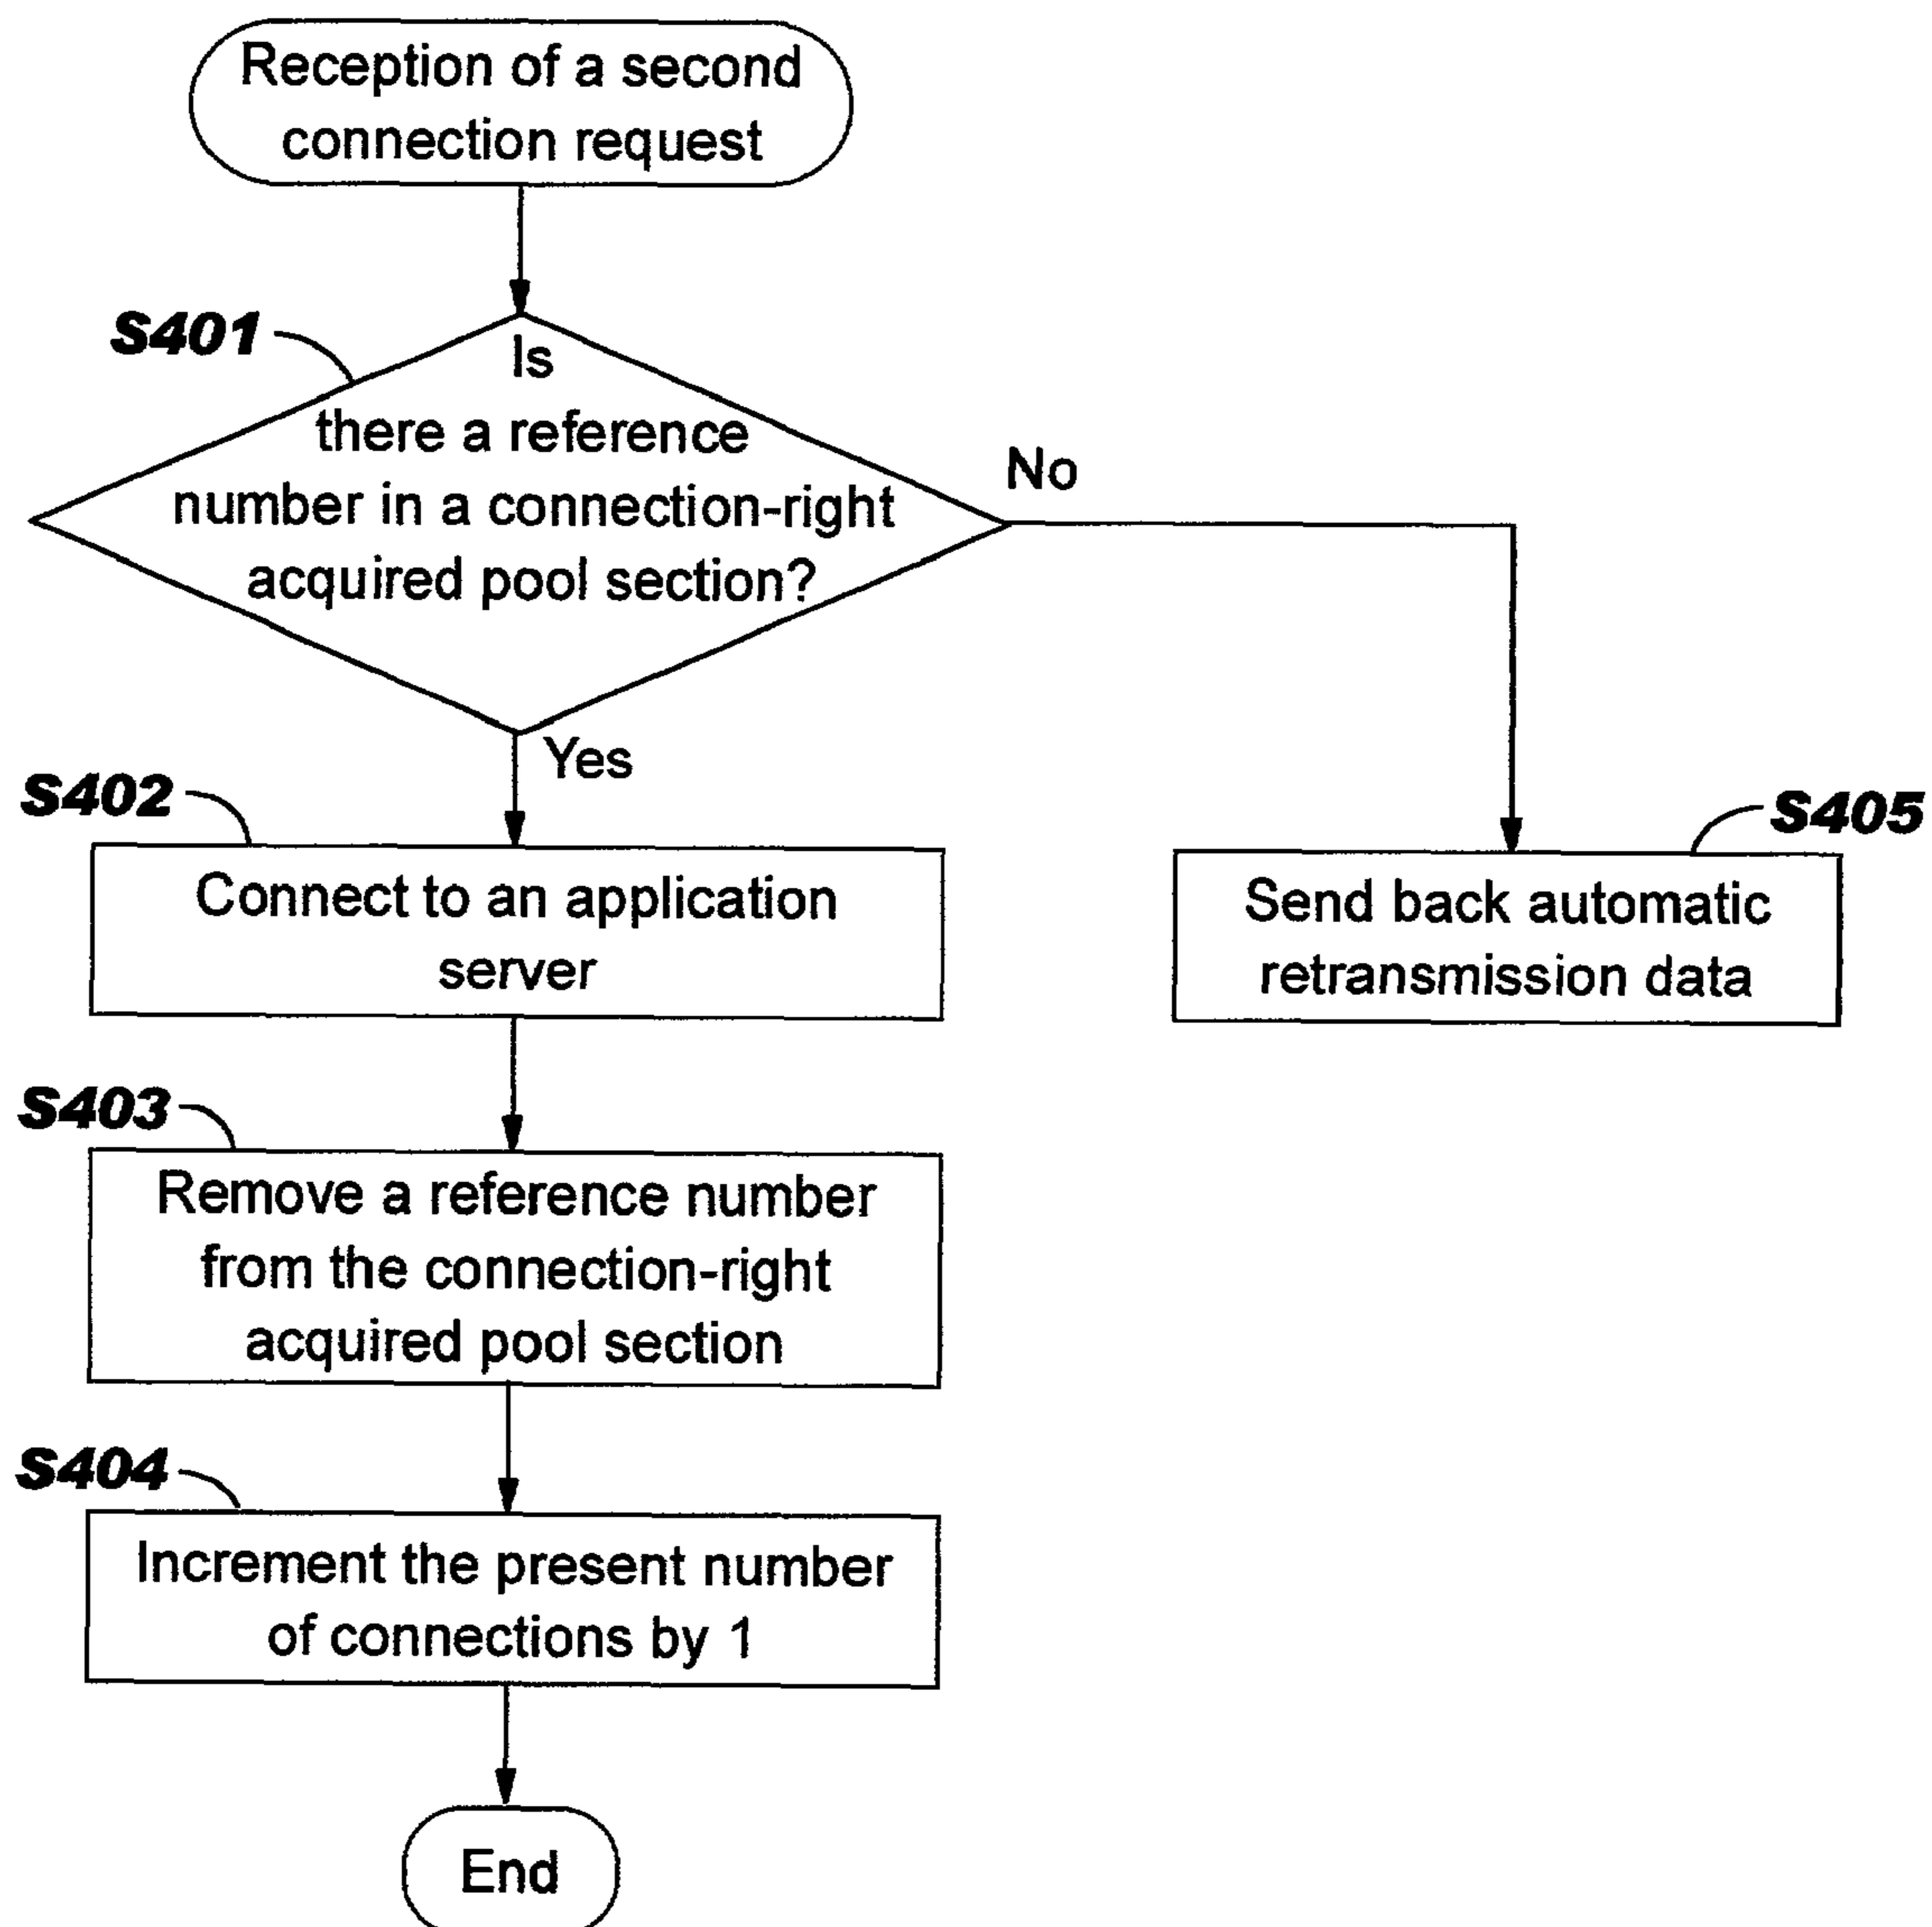 Reception of a second
connection request
S401
Is
there a reference
number in a connection-right
acquired pool section?
No
Yes
S402
Connect to an application
server
S405
Send back automatic
retransmission data
S403
Remove a reference number
from the connection-right
acquired pool section
S404
Increment the present number
of connections by 1
End